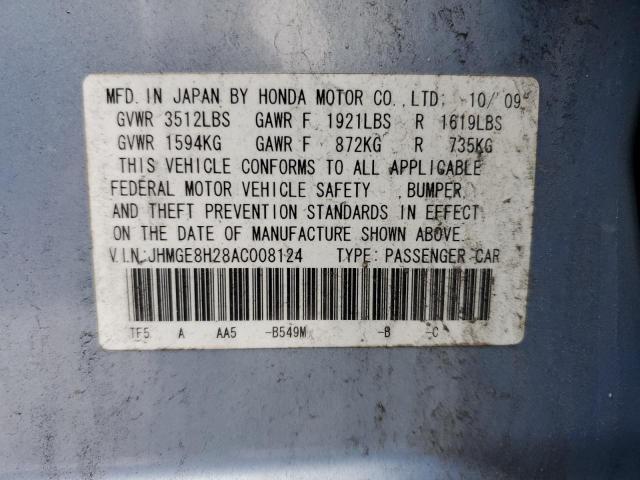 MFD. IN JAPAN BY HONDA MOTOR CO.,LTD; 10/'09
GVWR 3512LBS GAWR F 1921LBS R 1619LBS
GVWR 1594KG GAWR F 872KG R 735KG
THIS VEHICLE CONFORMS TO ALL APPLICABLE
FEDERAL MOTOR VEHICLE SAFETY ,BUMPER,
AND THEFT PREVENTION STANDARDS IN EFFECT
ON THE DATE OF MANUFACTURE SHOWN ABOVE.
V.I.N.:JHMGE8H28AC008124 TYPE: PASSENGER CAR
TF5 A AA5 -B549M -B -C